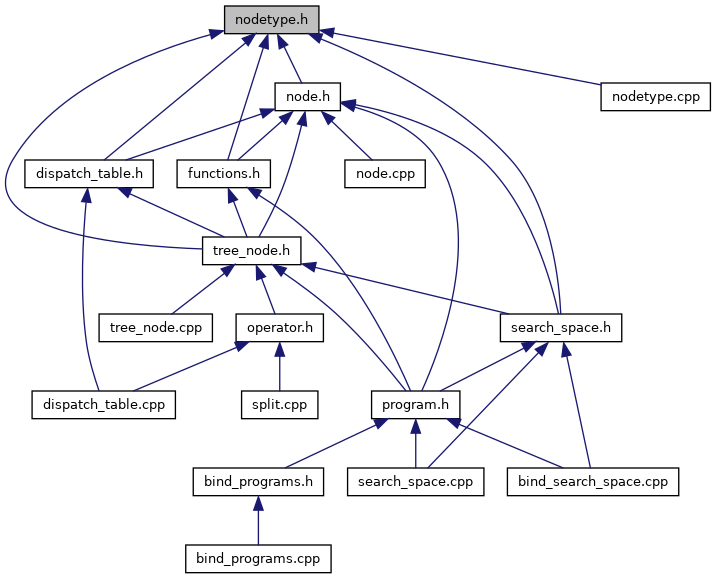 nodetype.h
node.h
nodetype.cpp
dispatch_table.h
functions.h
node.cpp
tree_node.h
tree_node.cpp
operator.h
search_space.h
dispatch_table.cpp
split.cpp
program.h
bind_programs.h
search_space.cpp
bind_search_space.cpp
bind_programs.cpp